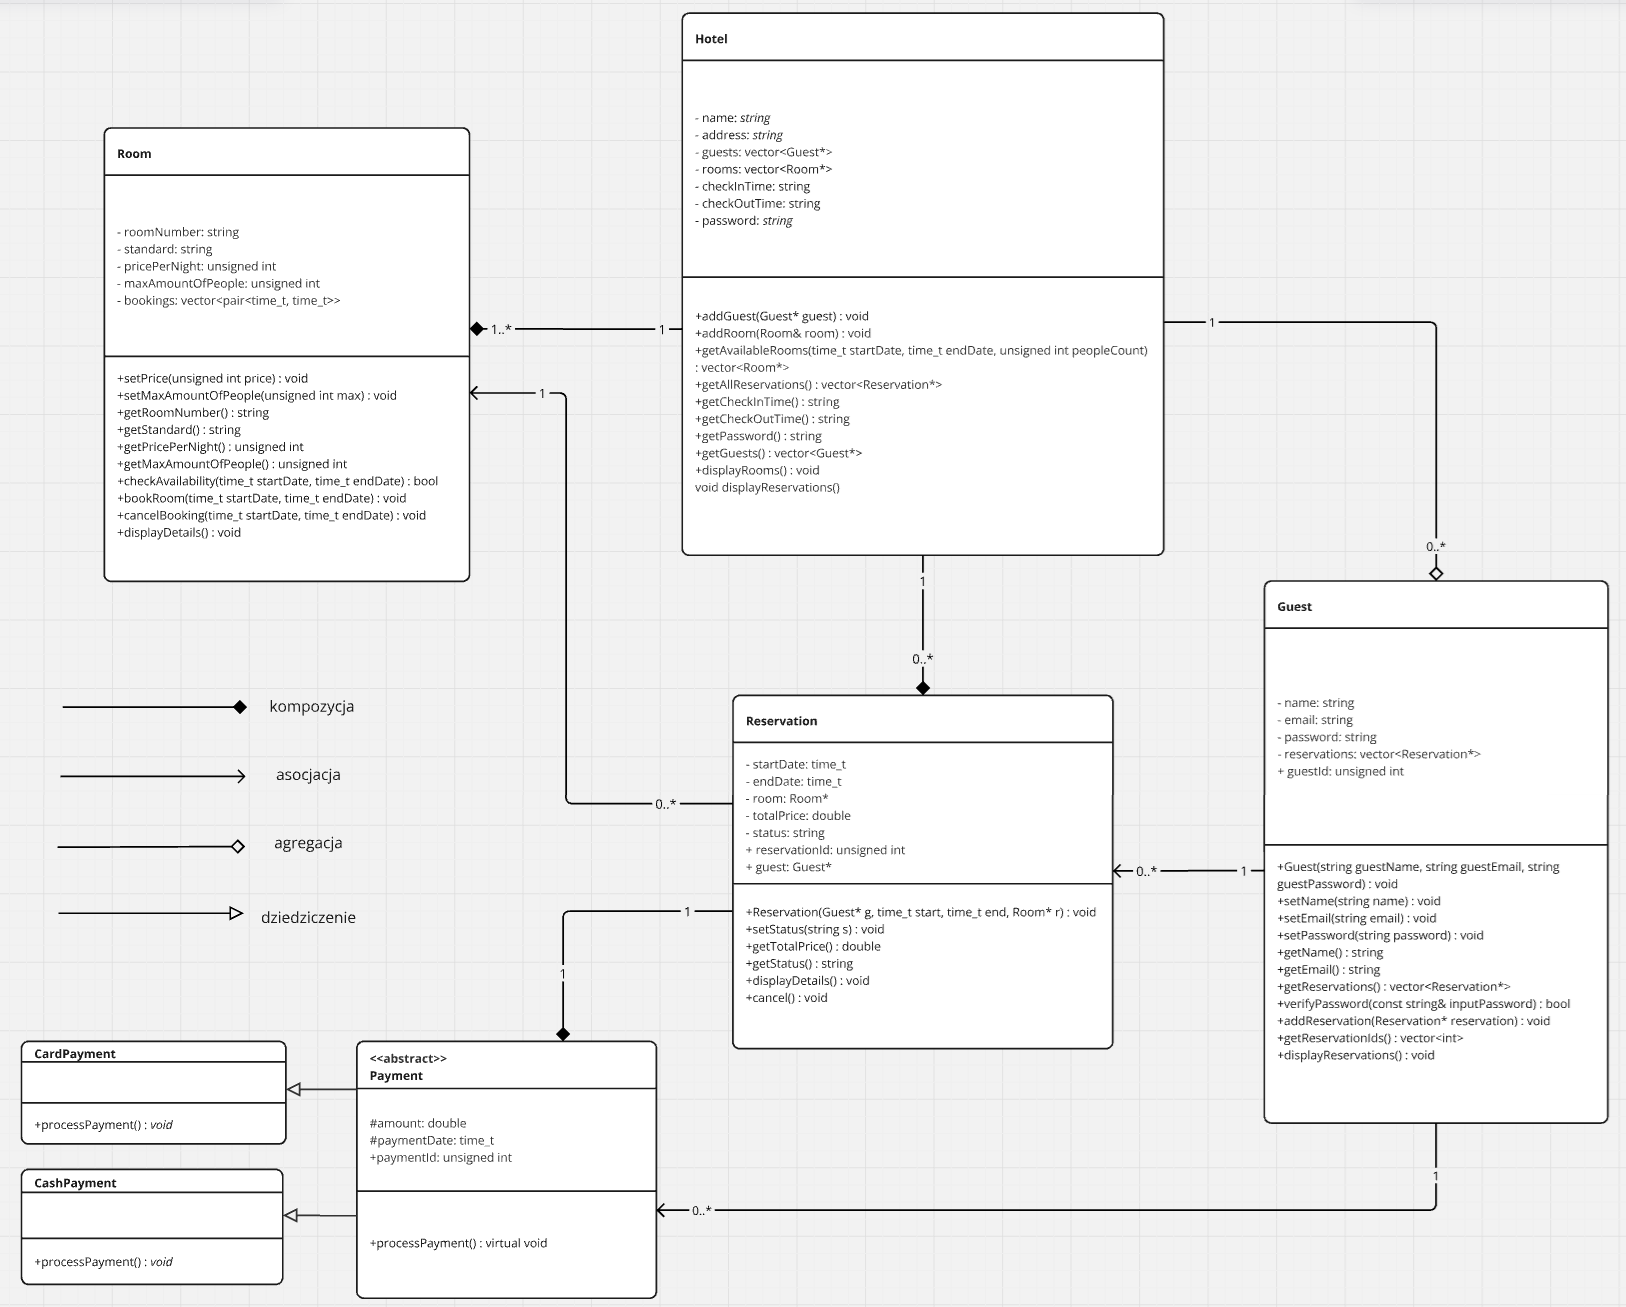 Hotel
- name: string
- address: string
- guests: vector<Guest*>
- rooms: vector<Room*>
- checkInTime: string
- checkOutTime: string
- password: string
+addGuest(Guest* guest) : void
+addRoom(Room& room) : void
+getAvailableRooms(time_t startDate, time_t endDate, unsigned int peopleCount)
: vector<Room*>
+getAllReservations() : vector<Reservation*>
+getCheckInTime() : string
+getCheckOutTime() : string
+getPassword() : string
+getGuests() : vector<Guest*>
+displayRooms() : void
void displayReservations()
Room
- roomNumber: string
- standard: string
- pricePerNight: unsigned int
- maxAmountOfPeople: unsigned int
- bookings: vector<pair<time_t, time_t>>
+setPrice(unsigned int price) : void
+setMaxAmountOfPeople(unsigned int max) : void
+getRoomNumber() : string
+getStandard() : string
+getPricePerNight() : unsigned int
+getMaxAmountOfPeople() : unsigned int
+checkAvailability(time_t startDate, time_t endDate) : bool
+bookRoom(time_t startDate, time_t endDate) : void
+cancelBooking(time_t startDate, time_t endDate) : void
+displayDetails() : void
1..*
1
1
1
0..*
1
0..*
0..*
kompozycja
asocjacja
agregacja
dziedziczenie
Reservation
- startDate: time_t
- endDate: time_t
- room: Room*
- totalPrice: double
- status: string
+ reservationId: unsigned int
+ guest: Guest*
+Reservation(Guest* g, time_t start, time_t end, Room* r) : void
+setStatus(string s) : void
+getTotalPrice() : double
+getStatus() : string
+displayDetails() : void
+cancel() : void
0..*
1
Guest
- name: string
- email: string
- password: string
- reservations: vector<Reservation*>
+ guestId: unsigned int
+Guest(string guestName, string guestEmail, string
guestPassword) : void
+setName(string name) : void
+setEmail(string email) : void
+setPassword(string password) : void
+getName() : string
+getEmail() : string
+getReservations() : vector<Reservation*>
+verifyPassword(const string& inputPassword) : bool
+addReservation(Reservation* reservation) : void
+getReservationIds() : vector<int>
+displayReservations() : void
1
1
CardPayment
+processPayment() : void
CashPayment
+processPayment() : void
<<abstract>>
Payment
#amount: double
#paymentDate: time_t
+paymentId: unsigned int
+processPayment() : virtual void
0..*
1